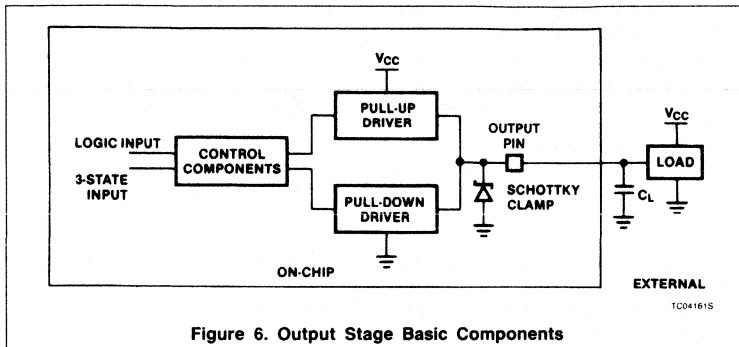 VCC
PULL-UP
DRIVER
OUTPUT
PIN
VCC
LOGIC INPUT
CONTROL
COMPONENTS
LOAD
3-STATE
INPUT
PULL-DOWN
DRIVER
SCHOTTKY
CLAMP
CL
ON-CHIP
EXTERNAL
TC04161S
Figure 6. Output Stage Basic Components